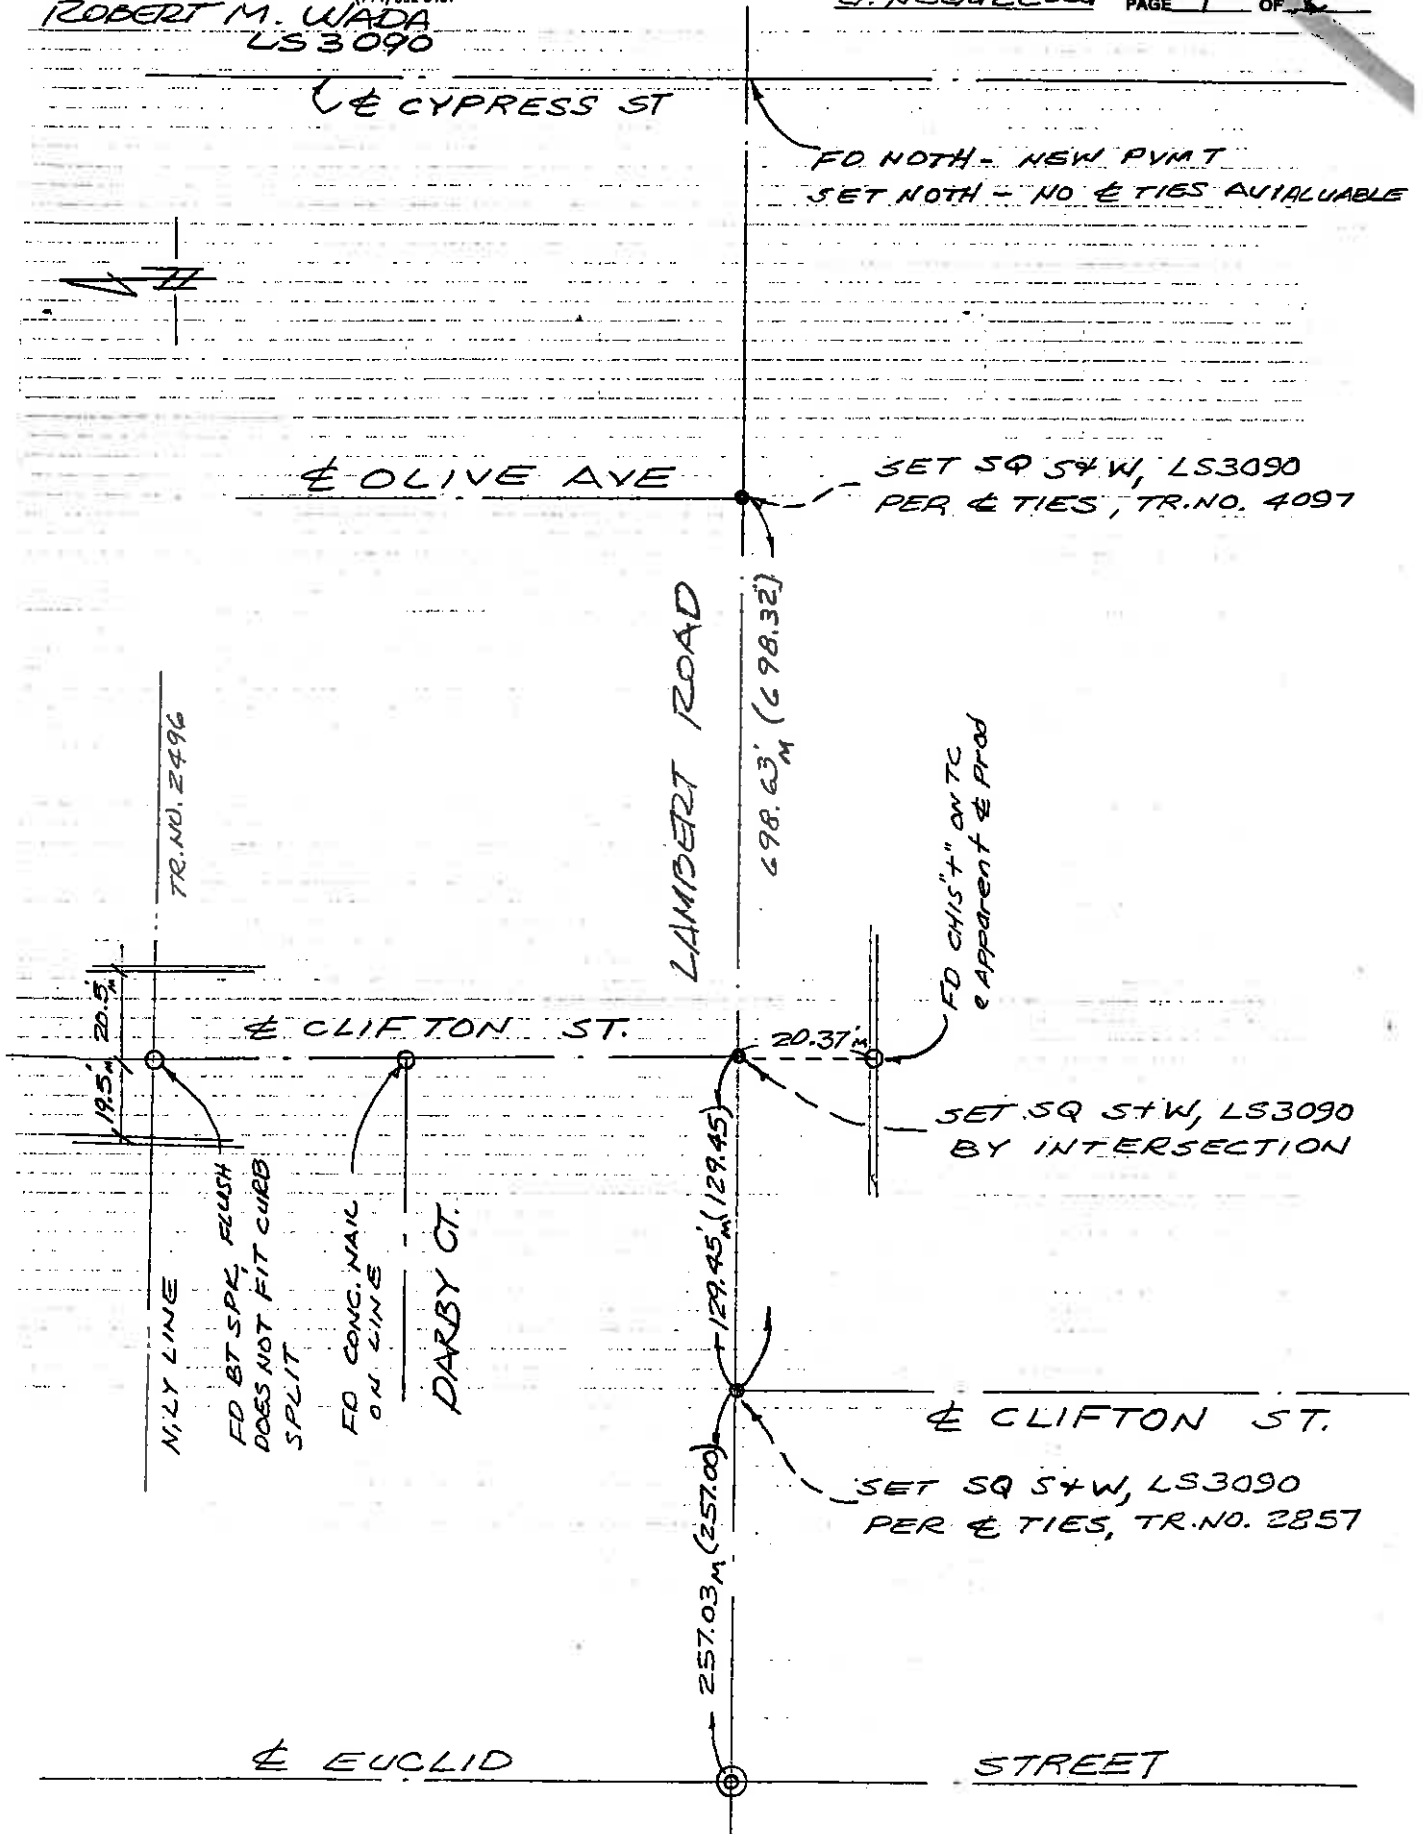 ROBERT M. WADA
LS 3090
PAGE 1 OF
℄ CYPRESS ST
FD NOTH - NEW PVMT
SET NOTH - NO ℄ TIES AVIALUABLE
℄ OLIVE AVE
SET SQ S+W, LS3090
PER ℄ TIES, TR.NO. 4097
LAMBERT ROAD
698.63'M (698.32')
TR.NO. 2496
FD CHIS "+" ON TC
@ Apparent ℄ Prod
19.5'M 20.5'M
℄ CLIFTON ST.
20.37'M
SET SQ S+W, LS3090
BY INTERSECTION
129.45'M (129.45)
N'LY LINE
FD BT SPK, FLUSH
DOES NOT FIT CURB
SPLIT
FD CONC. NAIL
ON LINE
DARBY CT.
℄ CLIFTON ST.
SET SQ S+W, LS3090
PER ℄ TIES, TR.NO. 2857
257.03M (257.00)
℄ EUCLID STREET